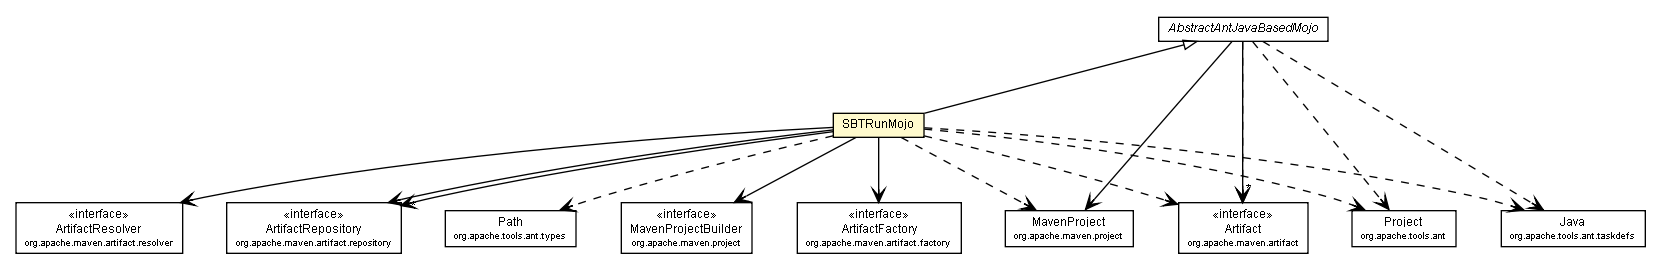 AbstractAntJavaBasedMojo
SBTRunMojo
«interface»
ArtifactResolver
org.apache.maven.artifact.resolver
«interface»
ArtifactRepository
org.apache.maven.artifact.repository
Path
org.apache.tools.ant.types
«interface»
MavenProjectBuilder
org.apache.maven.project
«interface»
ArtifactFactory
org.apache.maven.artifact.factory
MavenProject
org.apache.maven.project
*
«interface»
Artifact
org.apache.maven.artifact
Project
org.apache.tools.ant
Java
org.apache.tools.ant.taskdefs